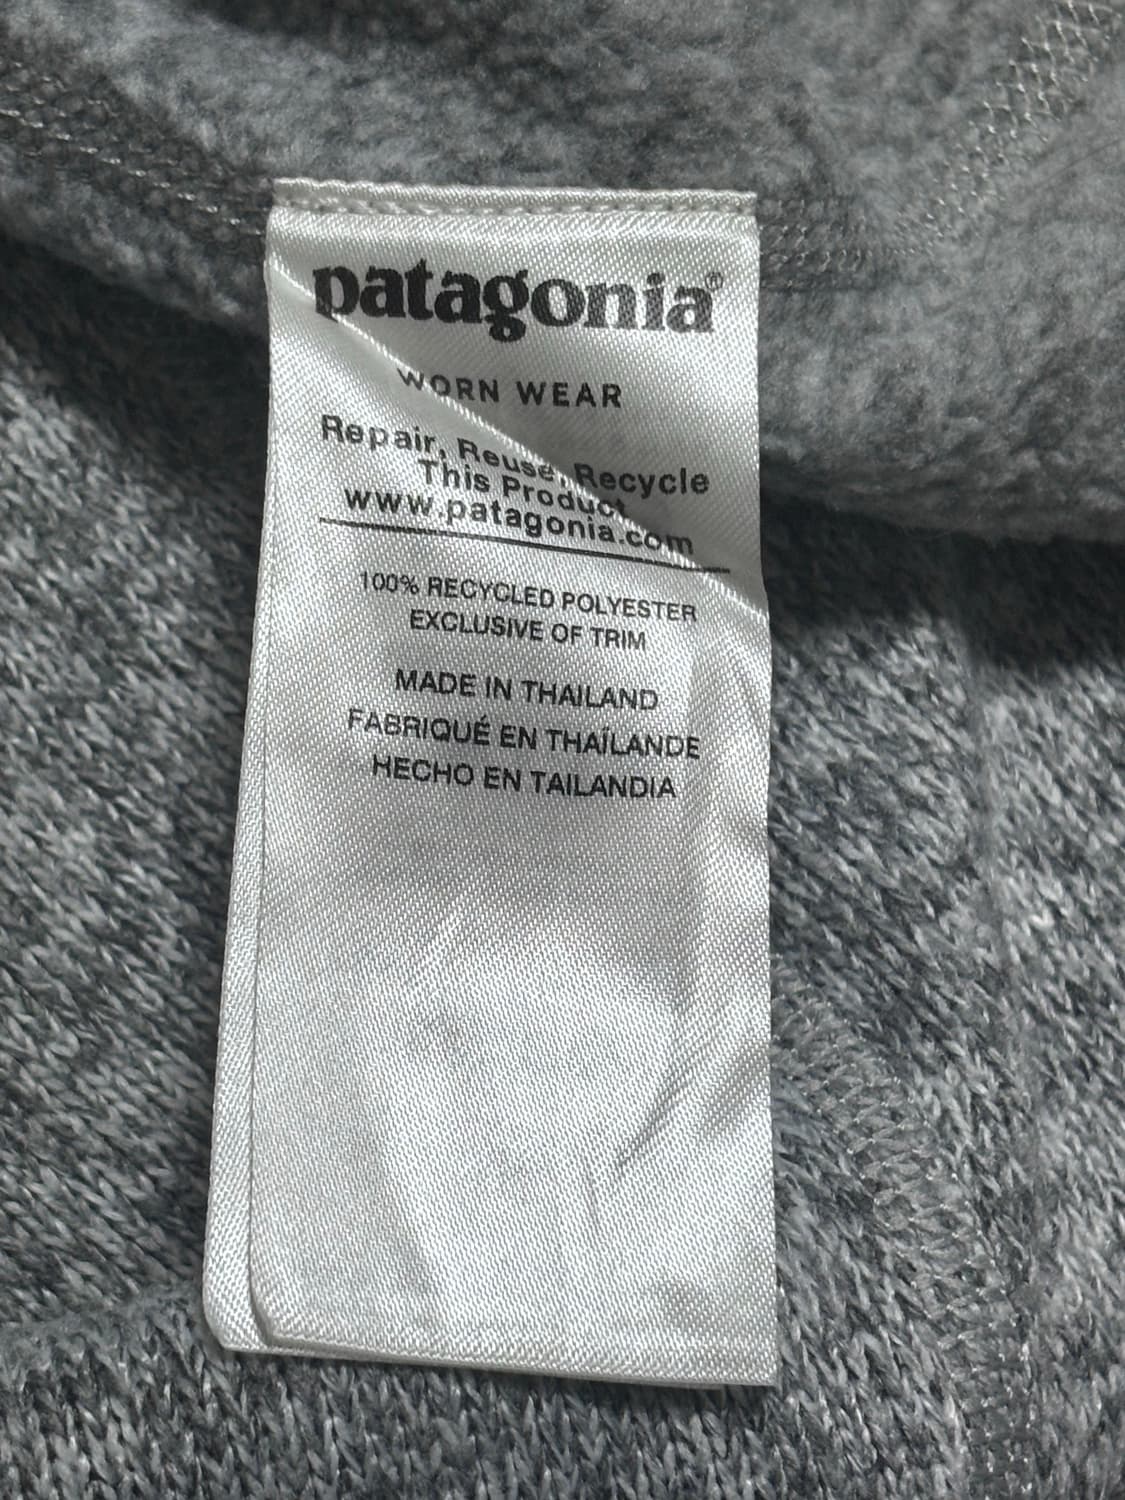 patagonia®
WORN WEAR
Repair, Reuse, Recycle
This Product
www.patagonia.com
100% RECYCLED POLYESTER
EXCLUSIVE OF TRIM
MADE IN THAILAND
FABRIQUÉ EN THAÏLANDE
HECHO EN TAILANDIA